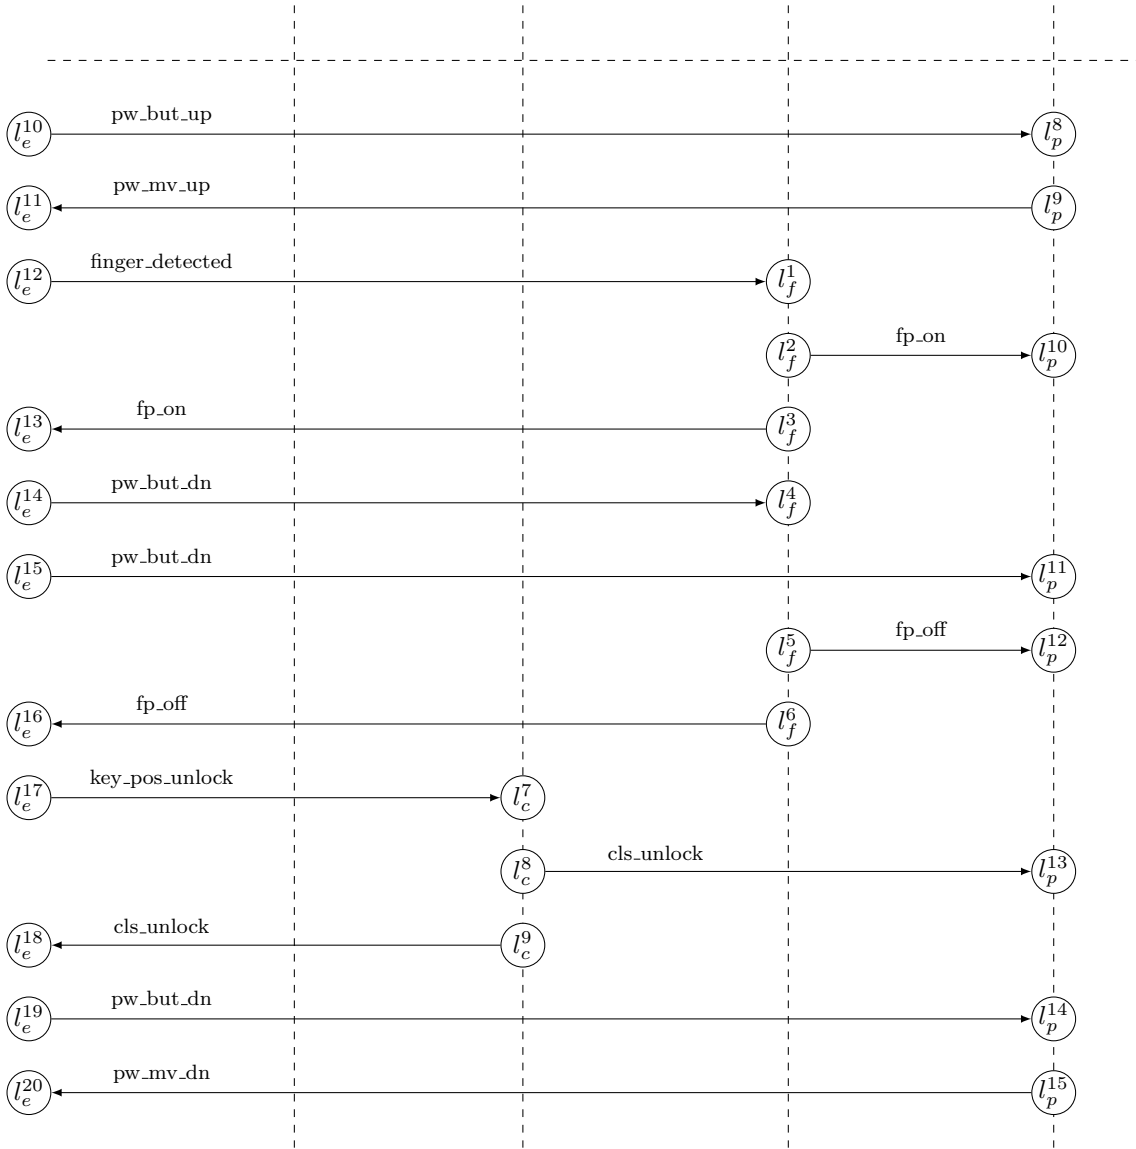 pw_but_up
l_e^10 l_p^8
pw_mv_up
l_e^11 l_p^9
finger_detected
l_e^12 l_f^1
fp_on
l_f^2 l_p^10
fp_on
l_e^13 l_f^3
pw_but_dn
l_e^14 l_f^4
pw_but_dn
l_e^15 l_p^11
fp_off
l_f^5 l_p^12
fp_off
l_e^16 l_f^6
key_pos_unlock
l_e^17 l_c^7
cls_unlock
l_c^8 l_p^13
cls_unlock
l_e^18 l_c^9
pw_but_dn
l_e^19 l_p^14
pw_mv_dn
l_e^20 l_p^15